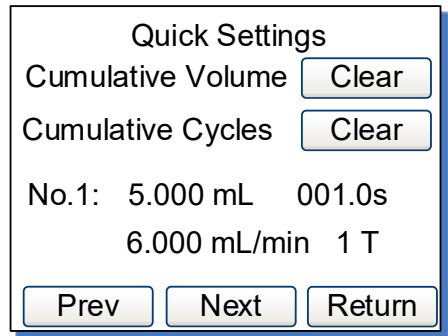 Quick Settings
Cumulative Volume Clear
Cumulative Cycles Clear
No.1: 5.000 mL 001.0s
6.000 mL/min 1 T
Prev Next Return